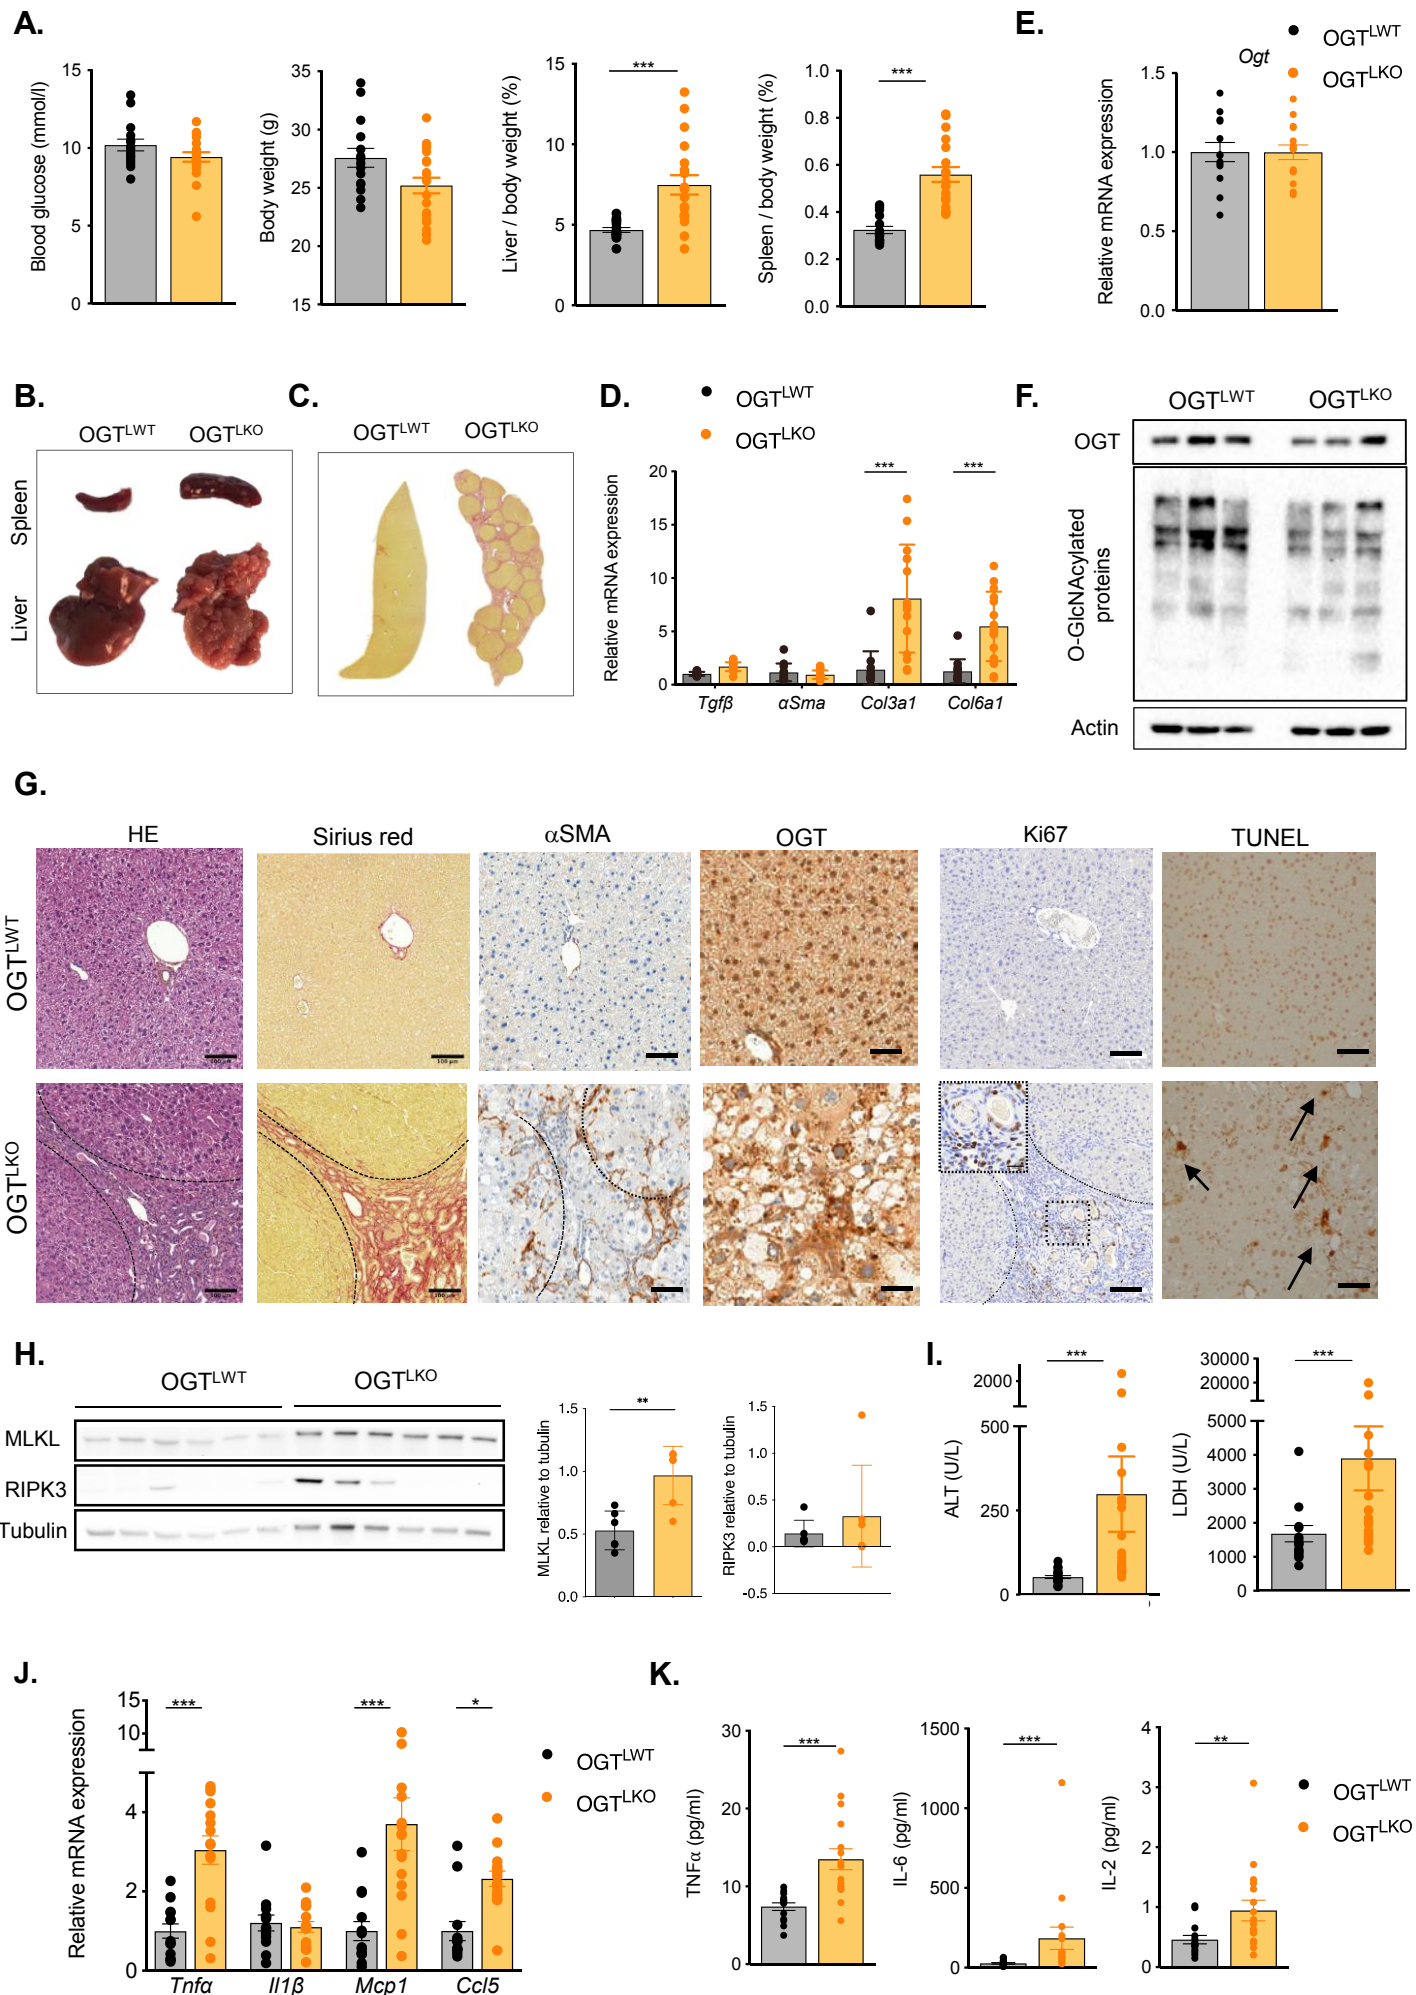 A.
Blood glucose (mmol/l)
15
10
5
0
Body weight (g)
35
30
25
20
15
Liver / body weight (%)
15
10
5
0
***
Spleen / body weight (%)
1.0
0.8
0.6
0.4
0.2
0.0
***
E.
OGTLWT
OGTLKO
Ogt
Relative mRNA expression
1.5
1.0
0.5
0.0
B.
OGTLWT OGTLKO
Spleen
Liver
C.
OGTLWT OGTLKO
D.
OGTLWT
OGTLKO
Relative mRNA expression
20
15
10
5
0
*** ***
Tgfβ αSma Col3a1 Col6a1
F.
OGTLWT OGTLKO
OGT
O-GlcNAcylated
proteins
Actin
G.
HE Sirius red αSMA OGT Ki67 TUNEL
OGTLWT
100 µm 100 µm
OGTLKO
100 µm 100 µm
H.
OGTLWT OGTLKO
MLKL
RIPK3
Tubulin
MLKL relative to tubulin
1.5
1.0
0.5
0.0
**
RIPK3 relative to tubulin
1.5
1.0
0.5
0.0
-0.5
I.
ALT (U/L)
2000
500
250
0
***
LDH (U/L)
30000
20000
5000
4000
3000
2000
1000
0
***
J.
Relative mRNA expression
15
10
4
2
0
*** *** *
Tnfα Il1β Mcp1 Ccl5
OGTLWT
OGTLKO
K.
TNFα (pg/ml)
30
20
10
0
***
IL-6 (pg/ml)
1500
1000
500
0
***
IL-2 (pg/ml)
4
3
2
1
0
**
OGTLWT
OGTLKO